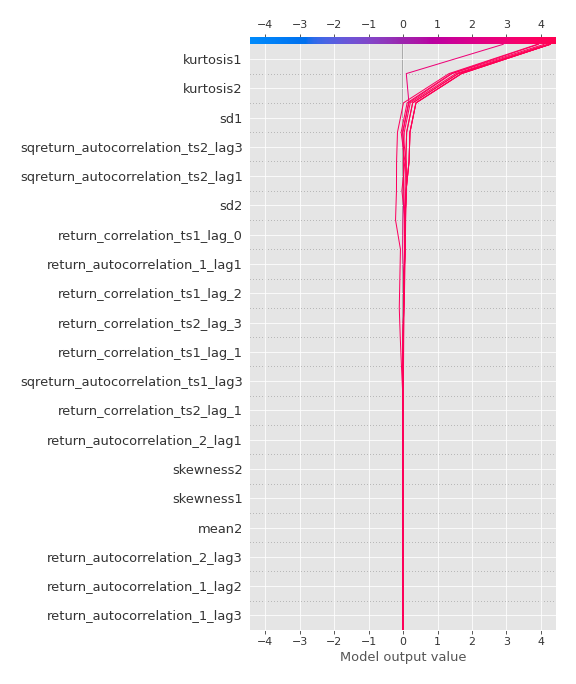 −4 −3 −2 −1 0 1 2 3 4
kurtosis1
kurtosis2
sd1
sqreturn_autocorrelation_ts2_lag3
sqreturn_autocorrelation_ts2_lag1
sd2
return_correlation_ts1_lag_0
return_autocorrelation_1_lag1
return_correlation_ts1_lag_2
return_correlation_ts2_lag_3
return_correlation_ts1_lag_1
sqreturn_autocorrelation_ts1_lag3
return_correlation_ts2_lag_1
return_autocorrelation_2_lag1
skewness2
skewness1
mean2
return_autocorrelation_2_lag3
return_autocorrelation_1_lag2
return_autocorrelation_1_lag3
−4 −3 −2 −1 0 1 2 3 4
Model output value